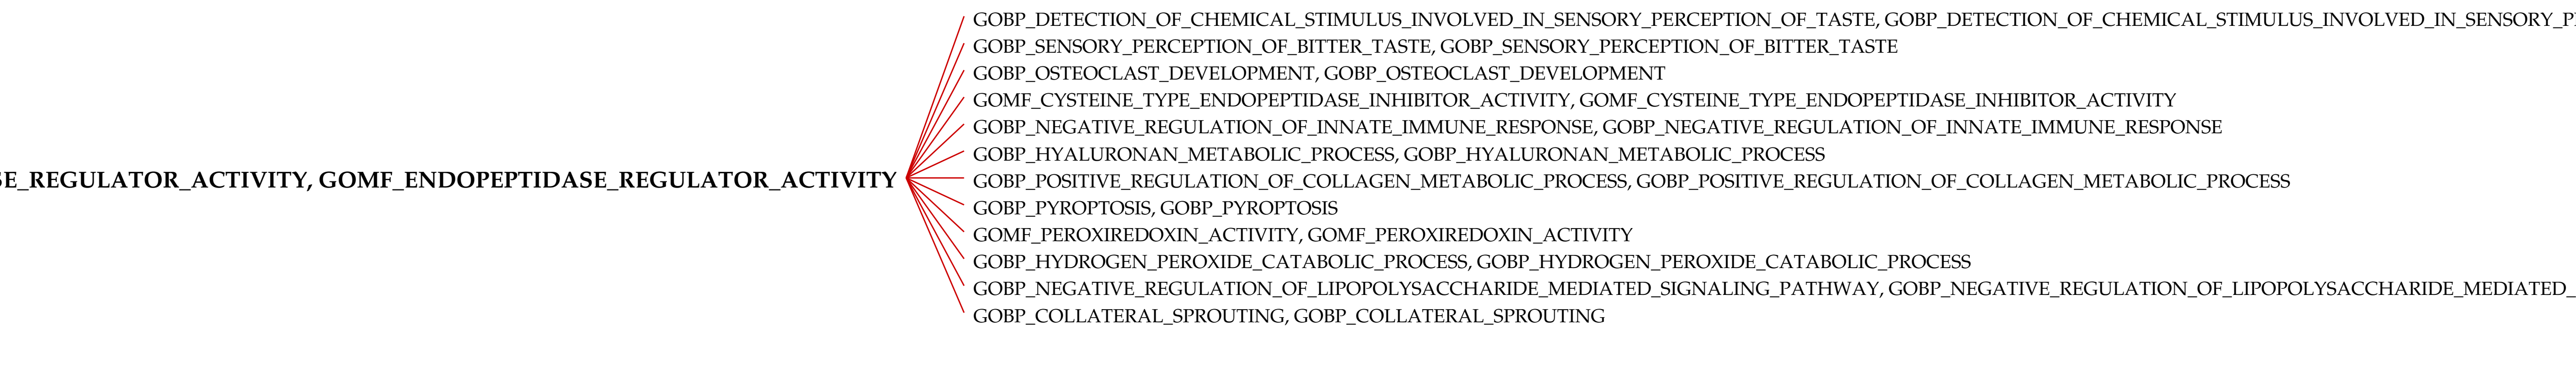 GOBP_DETECTION_OF_CHEMICAL_STIMULUS_INVOLVED_IN_SENSORY_PERCEPTION_OF_TASTE, GOBP_DETECTION_OF_CHEMICAL_STIMULUS_INVOLVED_IN_SENSORY_P
GOBP_SENSORY_PERCEPTION_OF_BITTER_TASTE, GOBP_SENSORY_PERCEPTION_OF_BITTER_TASTE
GOBP_OSTEOCLAST_DEVELOPMENT, GOBP_OSTEOCLAST_DEVELOPMENT
GOMF_CYSTEINE_TYPE_ENDOPEPTIDASE_INHIBITOR_ACTIVITY, GOMF_CYSTEINE_TYPE_ENDOPEPTIDASE_INHIBITOR_ACTIVITY
GOBP_NEGATIVE_REGULATION_OF_INNATE_IMMUNE_RESPONSE, GOBP_NEGATIVE_REGULATION_OF_INNATE_IMMUNE_RESPONSE
GOBP_HYALURONAN_METABOLIC_PROCESS, GOBP_HYALURONAN_METABOLIC_PROCESS
SE_REGULATOR_ACTIVITY, GOMF_ENDOPEPTIDASE_REGULATOR_ACTIVITY
GOBP_POSITIVE_REGULATION_OF_COLLAGEN_METABOLIC_PROCESS, GOBP_POSITIVE_REGULATION_OF_COLLAGEN_METABOLIC_PROCESS
GOBP_PYROPTOSIS, GOBP_PYROPTOSIS
GOMF_PEROXIREDOXIN_ACTIVITY, GOMF_PEROXIREDOXIN_ACTIVITY
GOBP_HYDROGEN_PEROXIDE_CATABOLIC_PROCESS, GOBP_HYDROGEN_PEROXIDE_CATABOLIC_PROCESS
GOBP_NEGATIVE_REGULATION_OF_LIPOPOLYSACCHARIDE_MEDIATED_SIGNALING_PATHWAY, GOBP_NEGATIVE_REGULATION_OF_LIPOPOLYSACCHARIDE_MEDIATED_
GOBP_COLLATERAL_SPROUTING, GOBP_COLLATERAL_SPROUTING